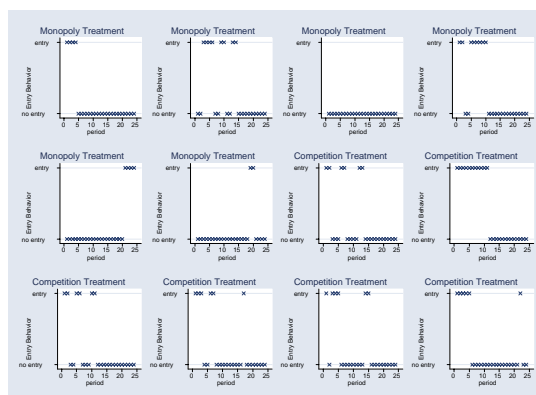 Monopoly Treatment Monopoly Treatment Monopoly Treatment Monopoly Treatment
entry entry entry entry
Entry Behavior Entry Behavior Entry Behavior Entry Behavior
no entry no entry no entry no entry
0 5 10 15 20 25 0 5 10 15 20 25 0 5 10 15 20 25 0 5 10 15 20 25
period period period period
Monopoly Treatment Monopoly Treatment Competition Treatment Competition Treatment
entry entry entry entry
Entry Behavior Entry Behavior Entry Behavior Entry Behavior
no entry no entry no entry no entry
0 5 10 15 20 25 0 5 10 15 20 25 0 5 10 15 20 25 0 5 10 15 20 25
period period period period
Competition Treatment Competition Treatment Competition Treatment Competition Treatment
entry entry entry entry
Entry Behavior Entry Behavior Entry Behavior Entry Behavior
no entry no entry no entry no entry
0 5 10 15 20 25 0 5 10 15 20 25 0 5 10 15 20 25 0 5 10 15 20 25
period period period period